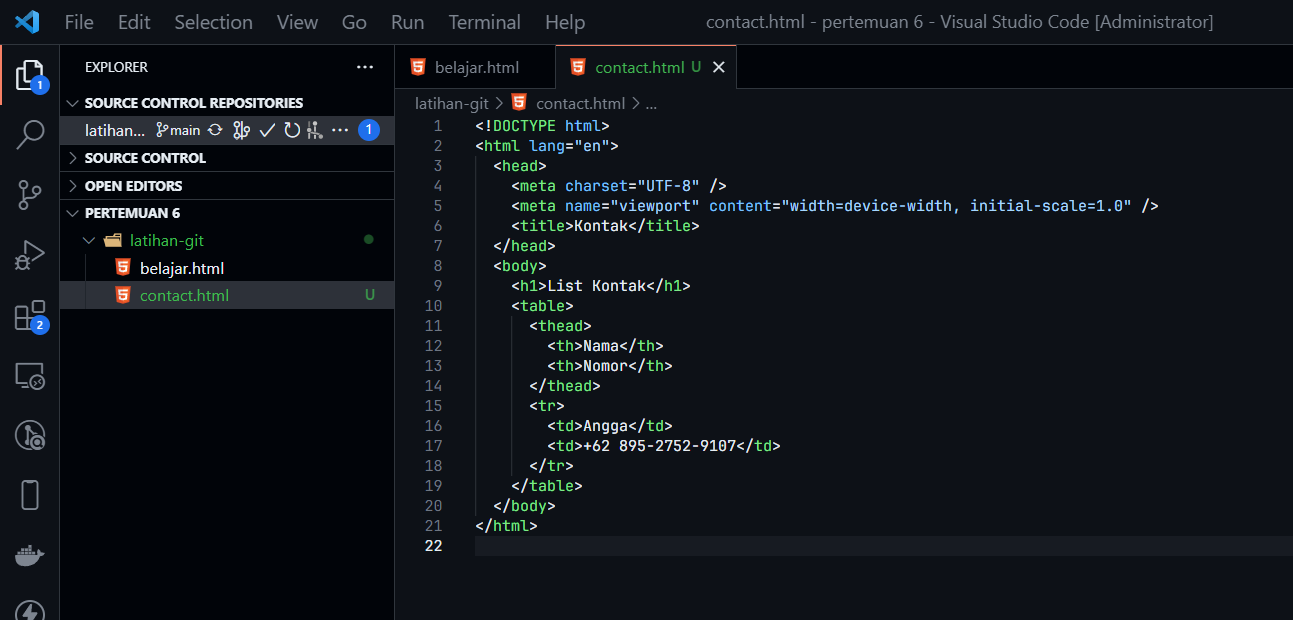 File Edit Selection View Go Run Terminal Help contact.html - pertemuan 6 - Visual Studio Code [Administrator]
EXPLORER
SOURCE CONTROL REPOSITORIES
latihan... main 1
SOURCE CONTROL
OPEN EDITORS
PERTEMUAN 6
latihan-git
belajar.html
contact.html U
1
2
belajar.html contact.html U
latihan-git > contact.html > ...
1 <!DOCTYPE html>
2 <html lang="en">
3 <head>
4 <meta charset="UTF-8" />
5 <meta name="viewport" content="width=device-width, initial-scale=1.0" />
6 <title>Kontak</title>
7 </head>
8 <body>
9 <h1>List Kontak</h1>
10 <table>
11 <thead>
12 <th>Nama</th>
13 <th>Nomor</th>
14 </thead>
15 <tr>
16 <td>Angga</td>
17 <td>+62 895-2752-9107</td>
18 </tr>
19 </table>
20 </body>
21 </html>
22